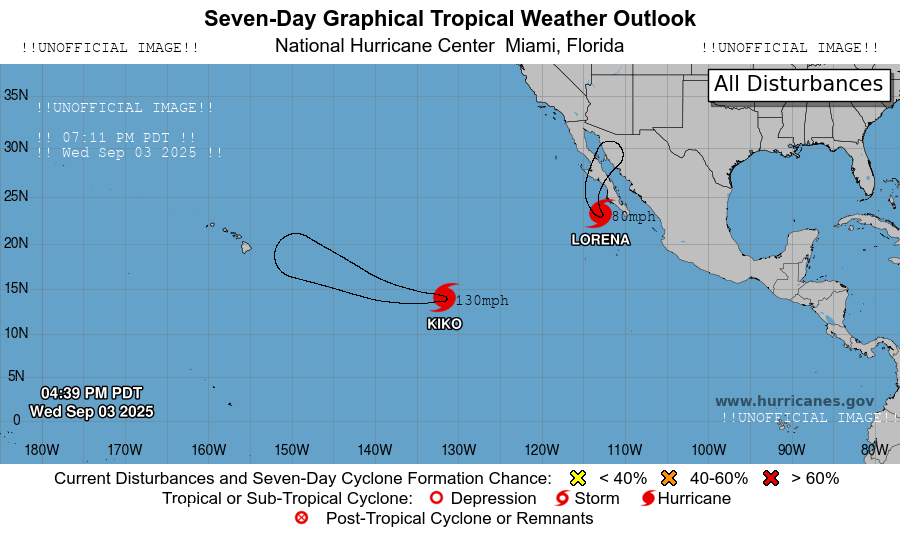 Seven-Day Graphical Tropical Weather Outlook
!!UNOFFICIAL IMAGE!! National Hurricane Center Miami, Florida !!UNOFFICIAL IMAGE!!
All Disturbances
35N
!!UNOFFICIAL IMAGE!!
!! 07:11 PM PDT !!
30N
!! Wed Sep 03 2025 !!
25N
80mph
LORENA
20N
15N
130mph
KIKO
10N
5N
04:39 PM PDT
www.hurricanes.gov
Wed Sep 03 2025
!!UNOFFICIAL IMAGE!!
0
180W 170W 160W 150W 140W 130W 120W 110W 100W 90W 80W
Current Disturbances and Seven-Day Cyclone Formation Chance: < 40% 40-60% > 60%
Tropical or Sub-Tropical Cyclone: Depression Storm Hurricane
Post-Tropical Cyclone or Remnants